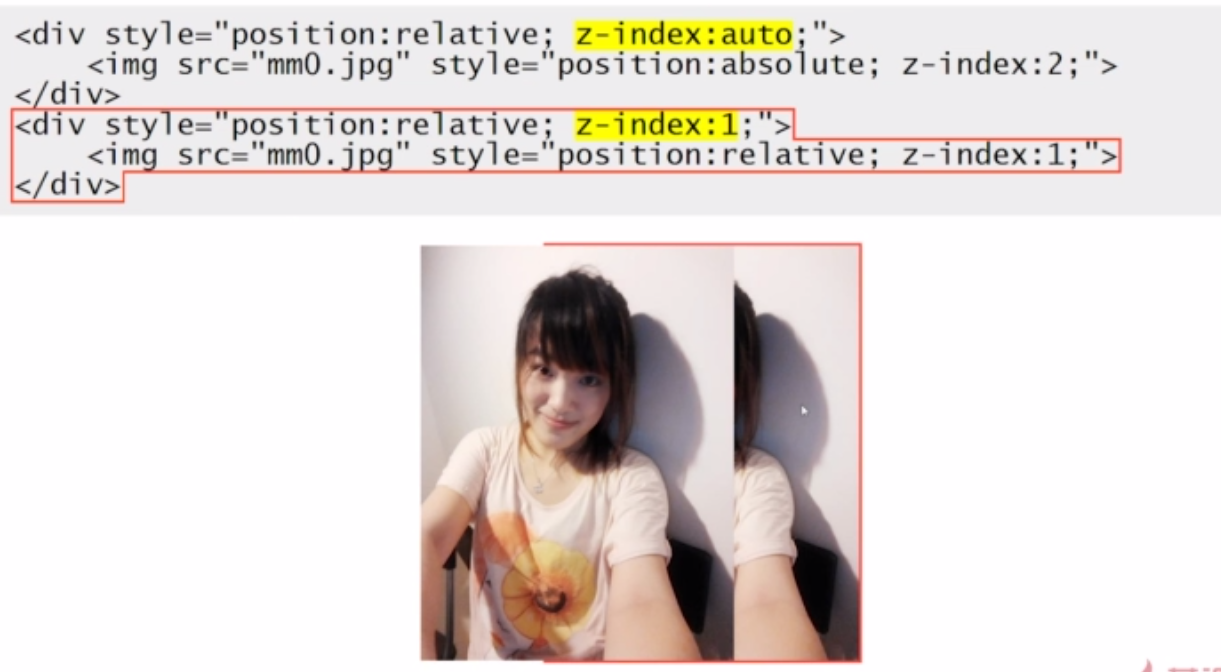 <div style="position:relative; z-index:auto;">
<img src="mm0.jpg" style="position:absolute; z-index:2;">
</div>
<div style="position:relative; z-index:1;">
<img src="mm0.jpg" style="position:relative; z-index:1;">
</div>